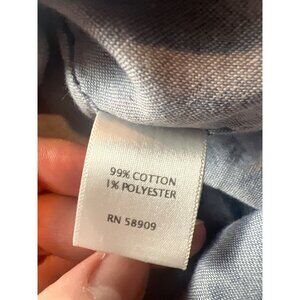 99% COTTON
1% POLYESTER
RN 58909